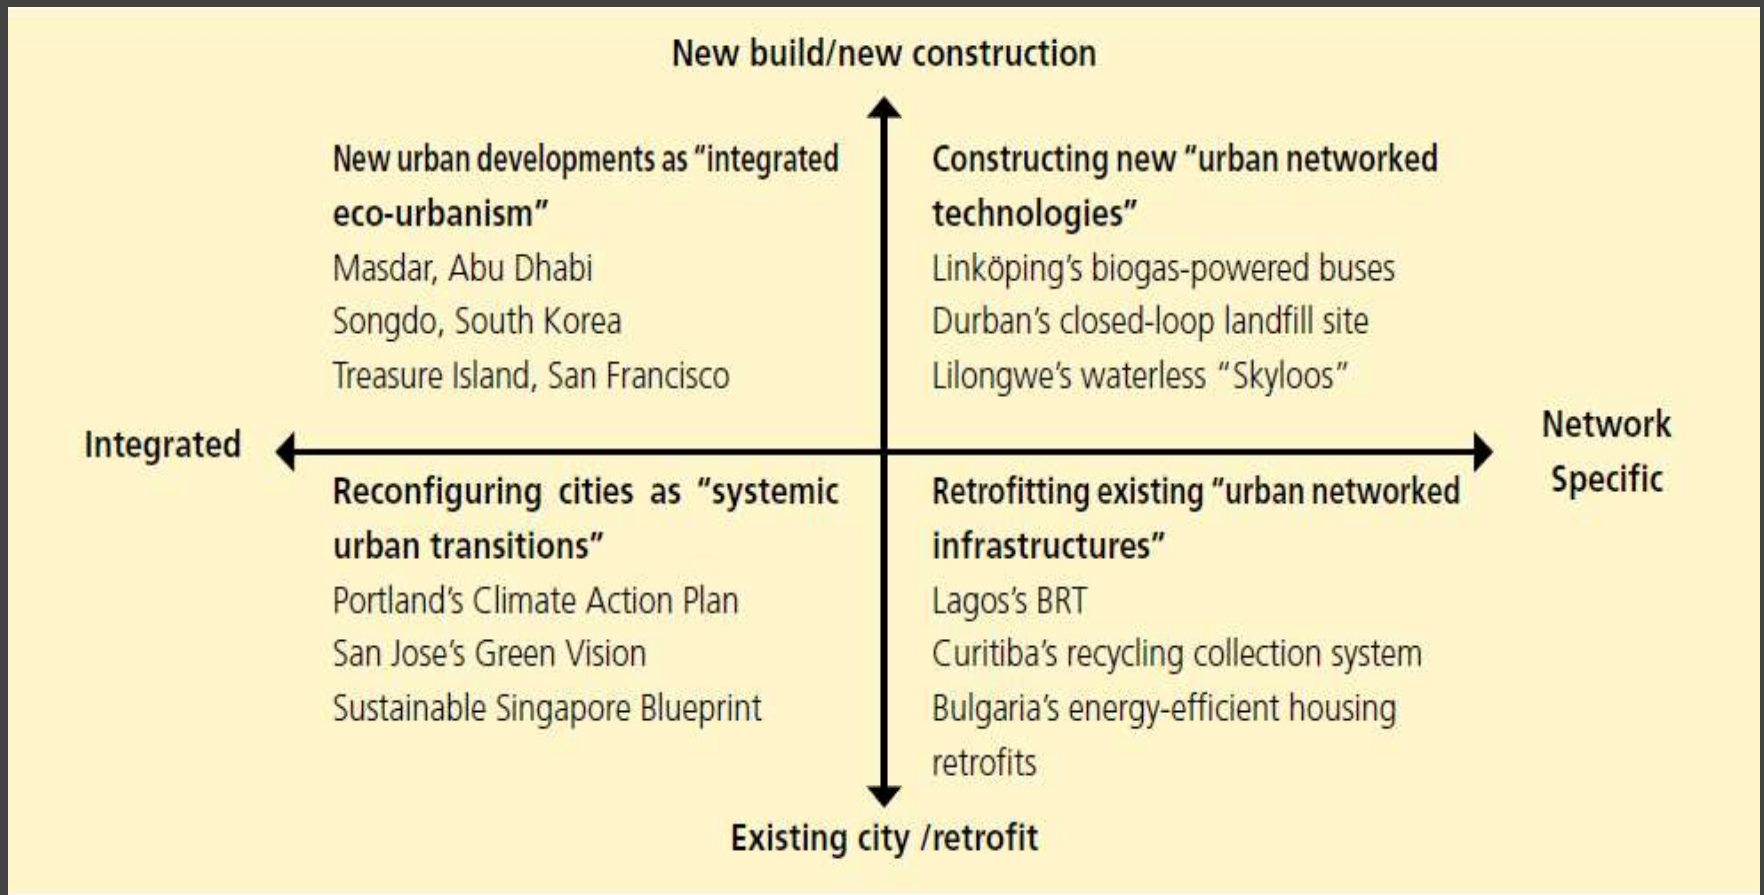 New build/new construction
New urban developments as “integrated
eco-urbanism”
Masdar, Abu Dhabi
Songdo, South Korea
Treasure Island, San Francisco
Constructing new “urban networked
technologies”
Linköping’s biogas-powered buses
Durban’s closed-loop landfill site
Lilongwe’s waterless “Skyloos”
Integrated
Network
Specific
Reconfiguring cities as “systemic
urban transitions”
Portland’s Climate Action Plan
San Jose’s Green Vision
Sustainable Singapore Blueprint
Retrofitting existing “urban networked
infrastructures”
Lagos’s BRT
Curitiba’s recycling collection system
Bulgaria’s energy-efficient housing
retrofits
Existing city /retrofit